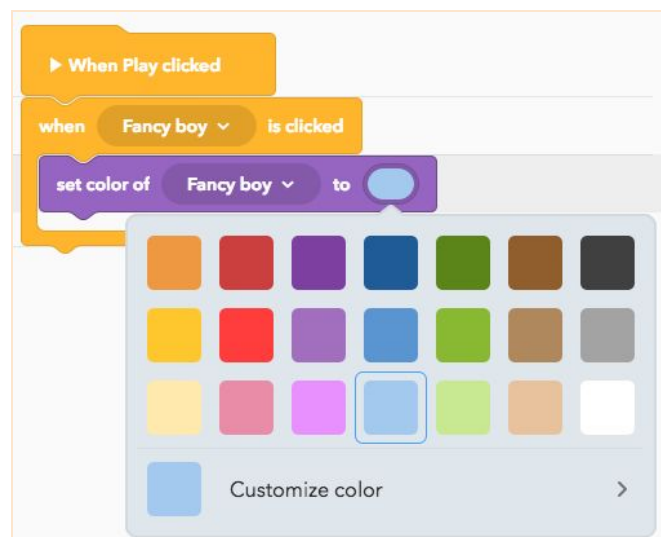 When Play clicked
when Fancy boy is clicked
set color of Fancy boy to
Customize color